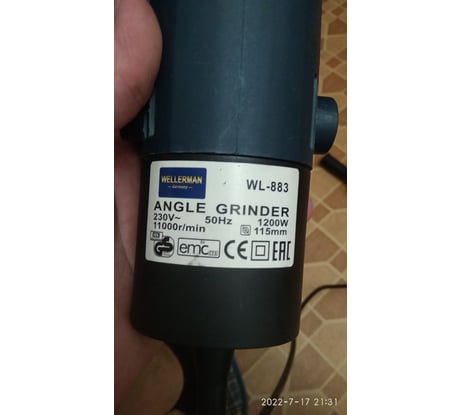 WELLERMAN
Germany
WL-883
ANGLE GRINDER
230V~ 50Hz 1200W
11000r/min 115mm
emc
CE EAC
2022-7-17 21:31